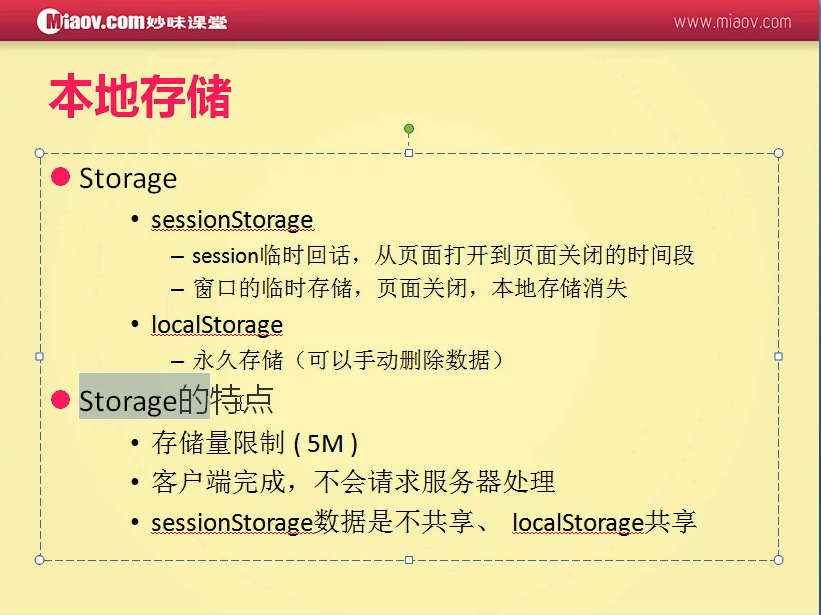 Miaov.com妙味课堂
www.miaov.com
本地存储
Storage
• sessionStorage
– session临时回话，从页面打开到页面关闭的时间段
– 窗口的临时存储，页面关闭，本地存储消失
• localStorage
– 永久存储（可以手动删除数据）
Storage的特点
• 存储量限制 ( 5M )
• 客户端完成，不会请求服务器处理
• sessionStorage数据是不共享、 localStorage共享